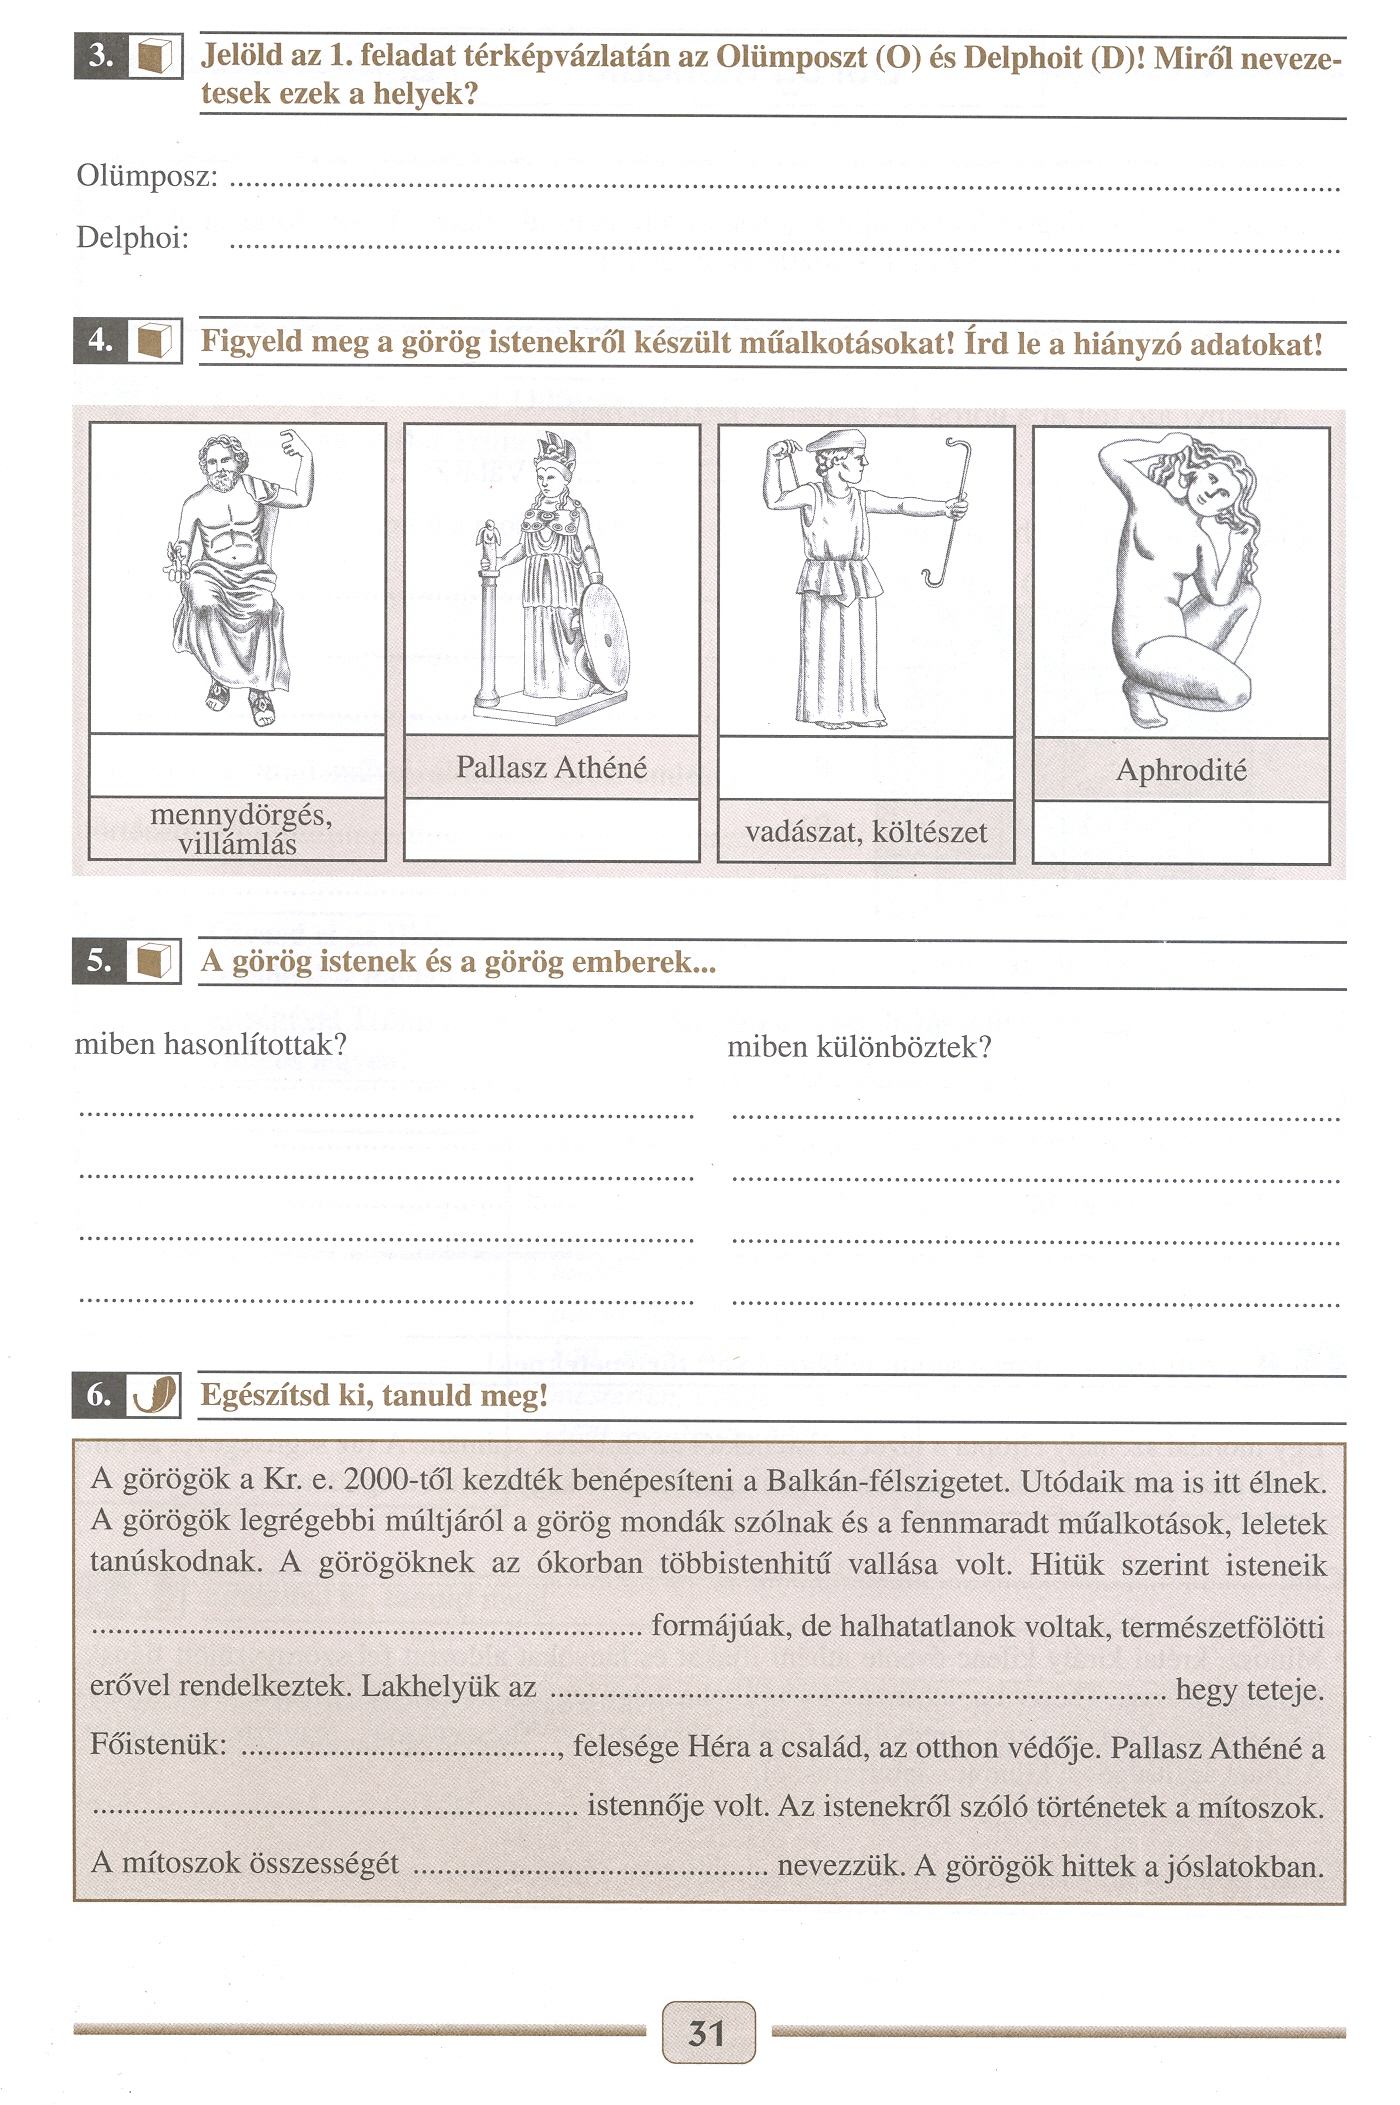 3. Jelöld az 1. feladat térképvázlatán az Olümposzt (O) és Delphoit (D)! Miről neveze-
tesek ezek a helyek?
Olümposz: ..........
Delphoi: ..........
4. Figyeld meg a görög istenekről készült műalkotásokat! Írd le a hiányzó adatokat!
Pallasz Athéné
Aphrodité
mennydörgés,
villámlás
vadászat, költészet
5. A görög istenek és a görög emberek...
miben hasonlítottak?
miben különböztek?
6. Egészítsd ki, tanuld meg!
A görögök a Kr. e. 2000-től kezdték benépesíteni a Balkán-félszigetet. Utódaik ma is itt élnek.
A görögök legrégebbi múltjáról a görög mondák szólnak és a fennmaradt műalkotások, leletek
tanúskodnak. A görögöknek az ókorban többistenhitű vallása volt. Hitük szerint isteneik
.......... formájúak, de halhatatlanok voltak, természetfölötti
erővel rendelkeztek. Lakhelyük az .......... hegy teteje.
Főistenük: .........., felesége Héra a család, az otthon védője. Pallasz Athéné a
.......... istennője volt. Az istenekről szóló történetek a mítoszok.
A mítoszok összességét .......... nevezzük. A görögök hittek a jóslatokban.
31